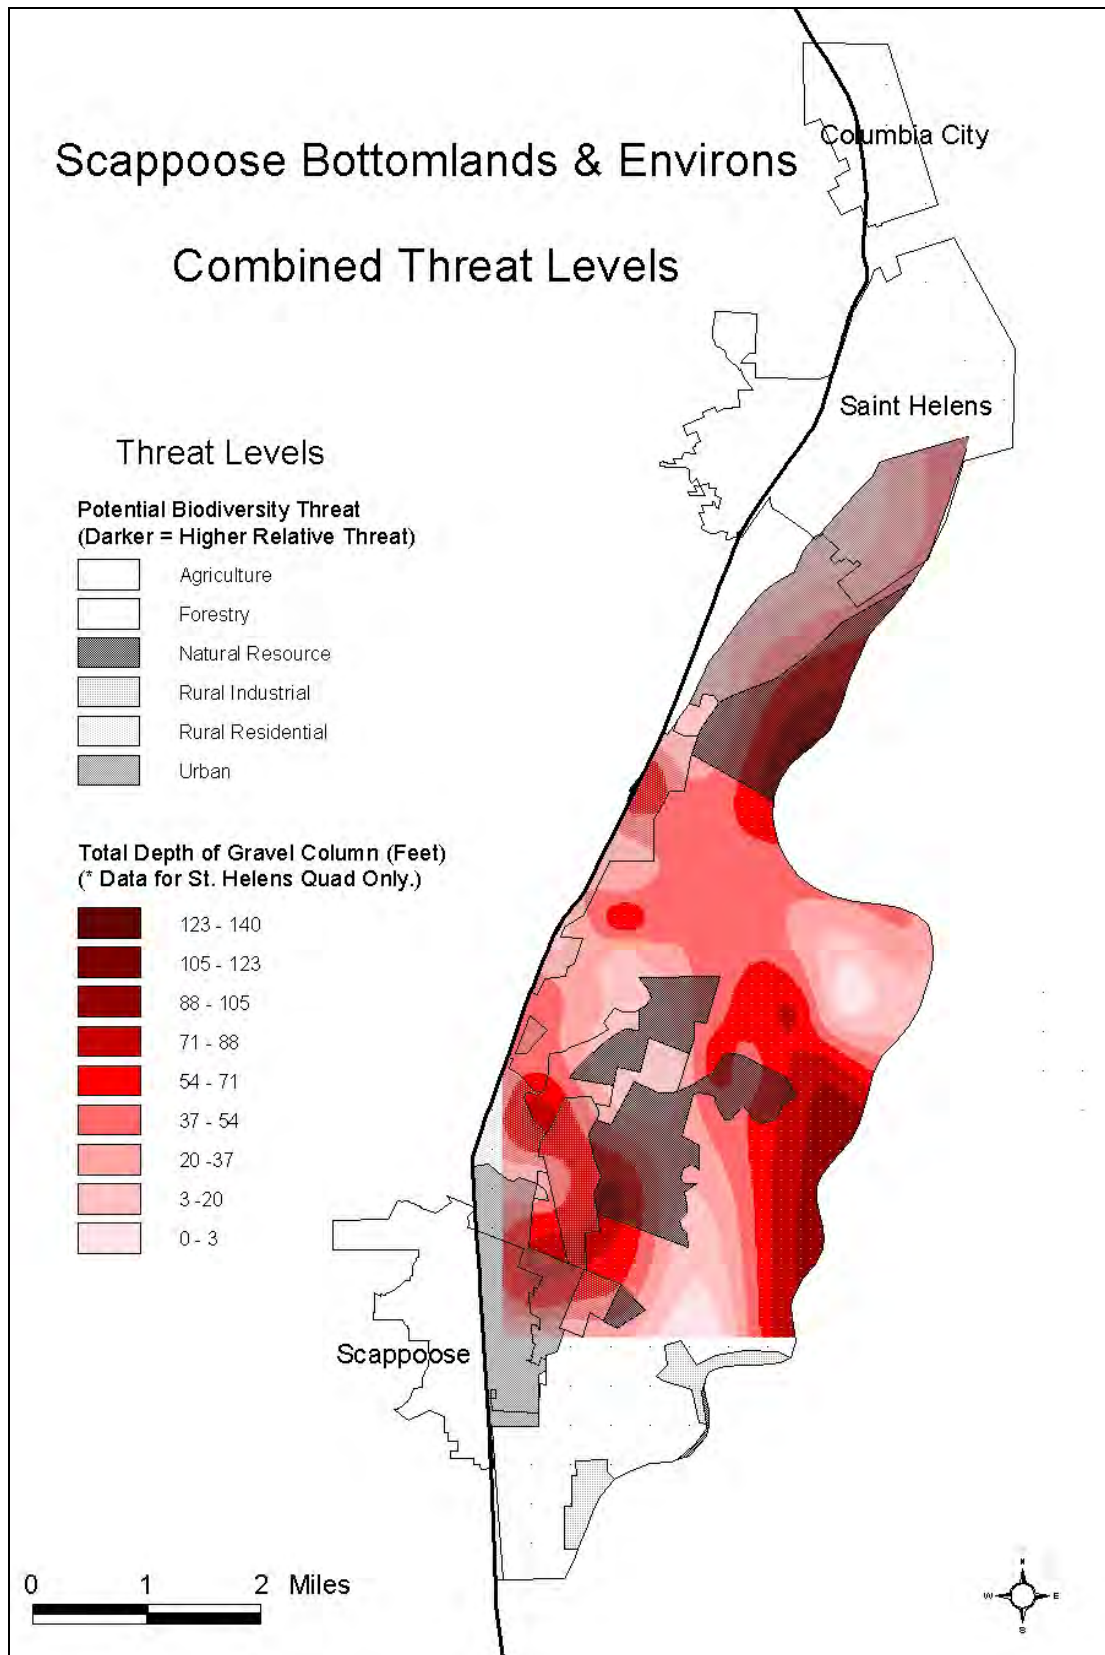 Columbia City
Scappoose Bottomlands & Environs
Combined Threat Levels
Saint Helens
Threat Levels
Potential Biodiversity Threat
(Darker = Higher Relative Threat)
Agriculture
Forestry
Natural Resource
Rural Industrial
Rural Residential
Urban
Total Depth of Gravel Column (Feet)
(* Data for St. Helens Quad Only.)
123 - 140
105 - 123
88 - 105
71 - 88
54 - 71
37 - 54
20 -37
3 -20
0 - 3
Scappoose
0 1 2 Miles
N
W E
S